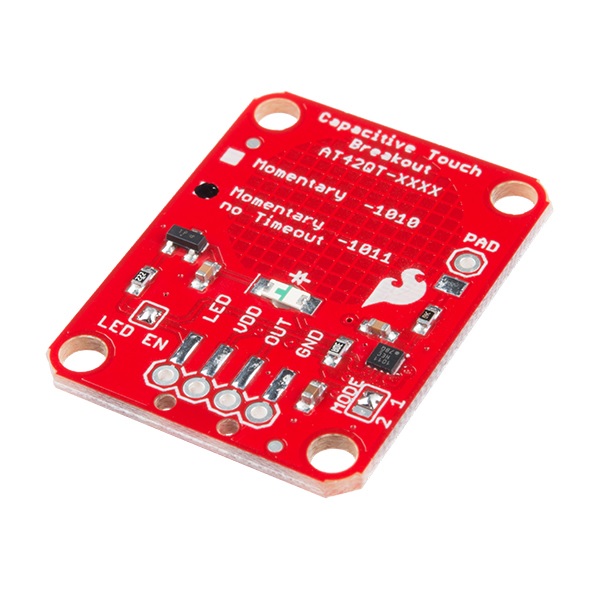 Capacitive Touch
Breakout
AT42QT-XXXX
Momentary -1010
Momentary
no Timeout -1011
PAD
LED
VDD
OUT
GND
LED EN
MODE
2 1